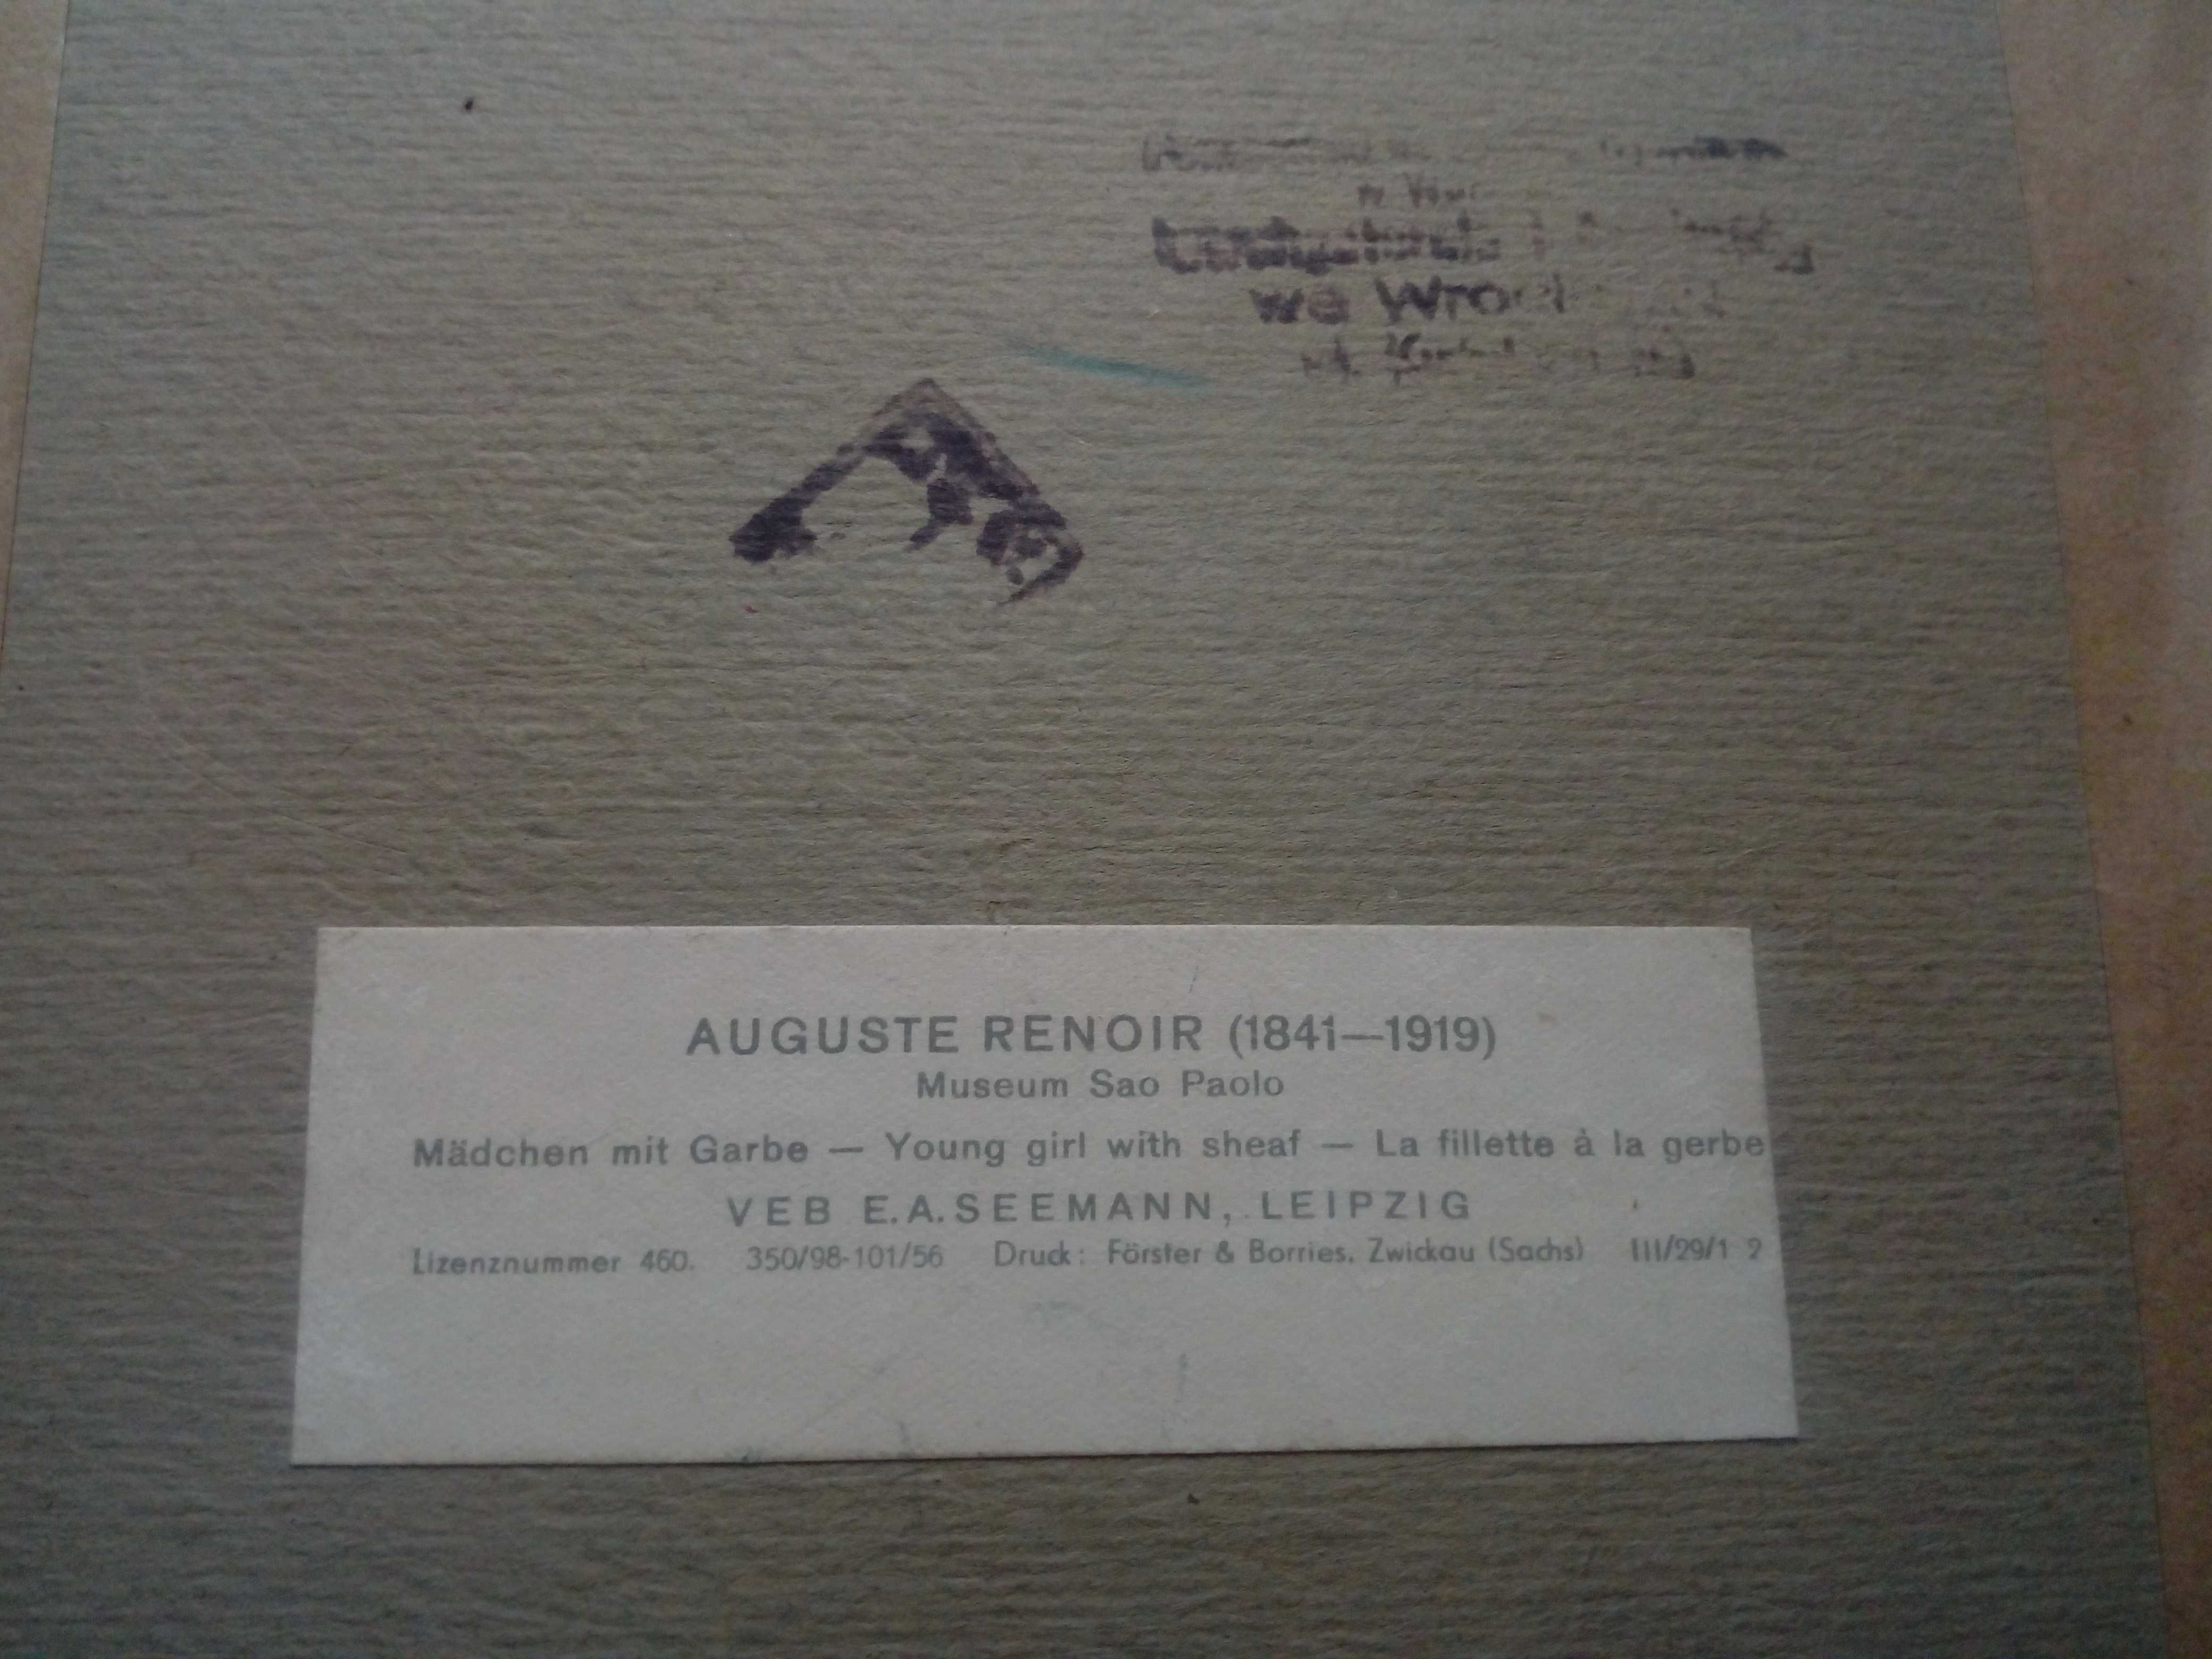 we
AUGUSTE RENOIR (1841—1919)
Museum Sao Paolo
Mädchen mit Garbe — Young girl with sheaf — La fillette à la gerbe
VEB E.A.SEEMANN, LEIPZIG
Lizenznummer 460. 350/98-101/56 Druck: Förster & Borries, Zwickau (Sachs) III/29/1 2